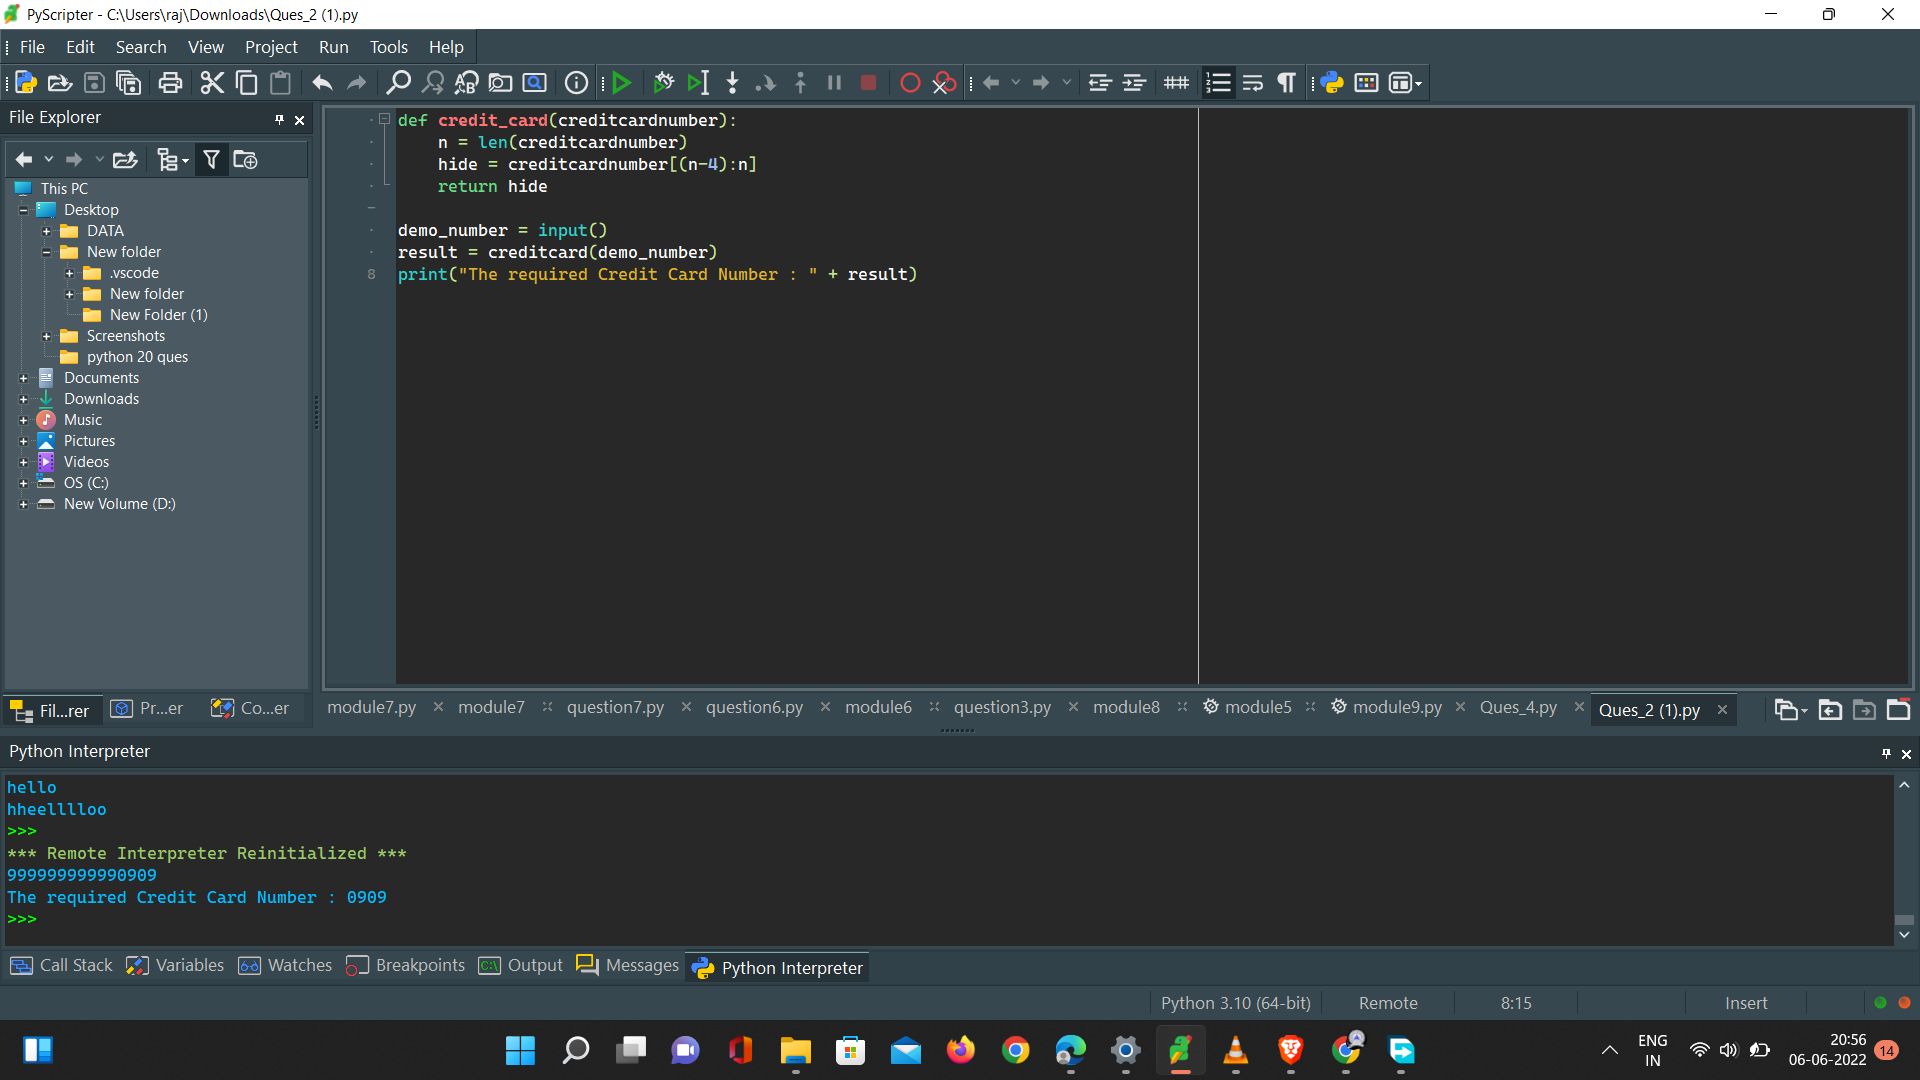 PyScripter - C:\Users\raj\Downloads\Ques_2 (1).py
File Edit Search View Project Run Tools Help
File Explorer
This PC
Desktop
DATA
New folder
.vscode
New folder
New Folder (1)
Screenshots
python 20 ques
Documents
Downloads
Music
Pictures
Videos
OS (C:)
New Volume (D:)
Fil...rer Pr...er Co...er
def credit_card(creditcardnumber):
    n = len(creditcardnumber)
    hide = creditcardnumber[(n-4):n]
    return hide
demo_number = input()
result = creditcard(demo_number)
8 print("The required Credit Card Number : " + result)
module7.py module7 question7.py question6.py module6 question3.py module8 module5 module9.py Ques_4.py Ques_2 (1).py
Python Interpreter
hello
hheelllloo
>>>
*** Remote Interpreter Reinitialized ***
999999999990909
The required Credit Card Number : 0909
>>>
Call Stack Variables Watches Breakpoints Output Messages Python Interpreter
Python 3.10 (64-bit) Remote 8:15 Insert
ENG
IN
20:56
06-06-2022
14